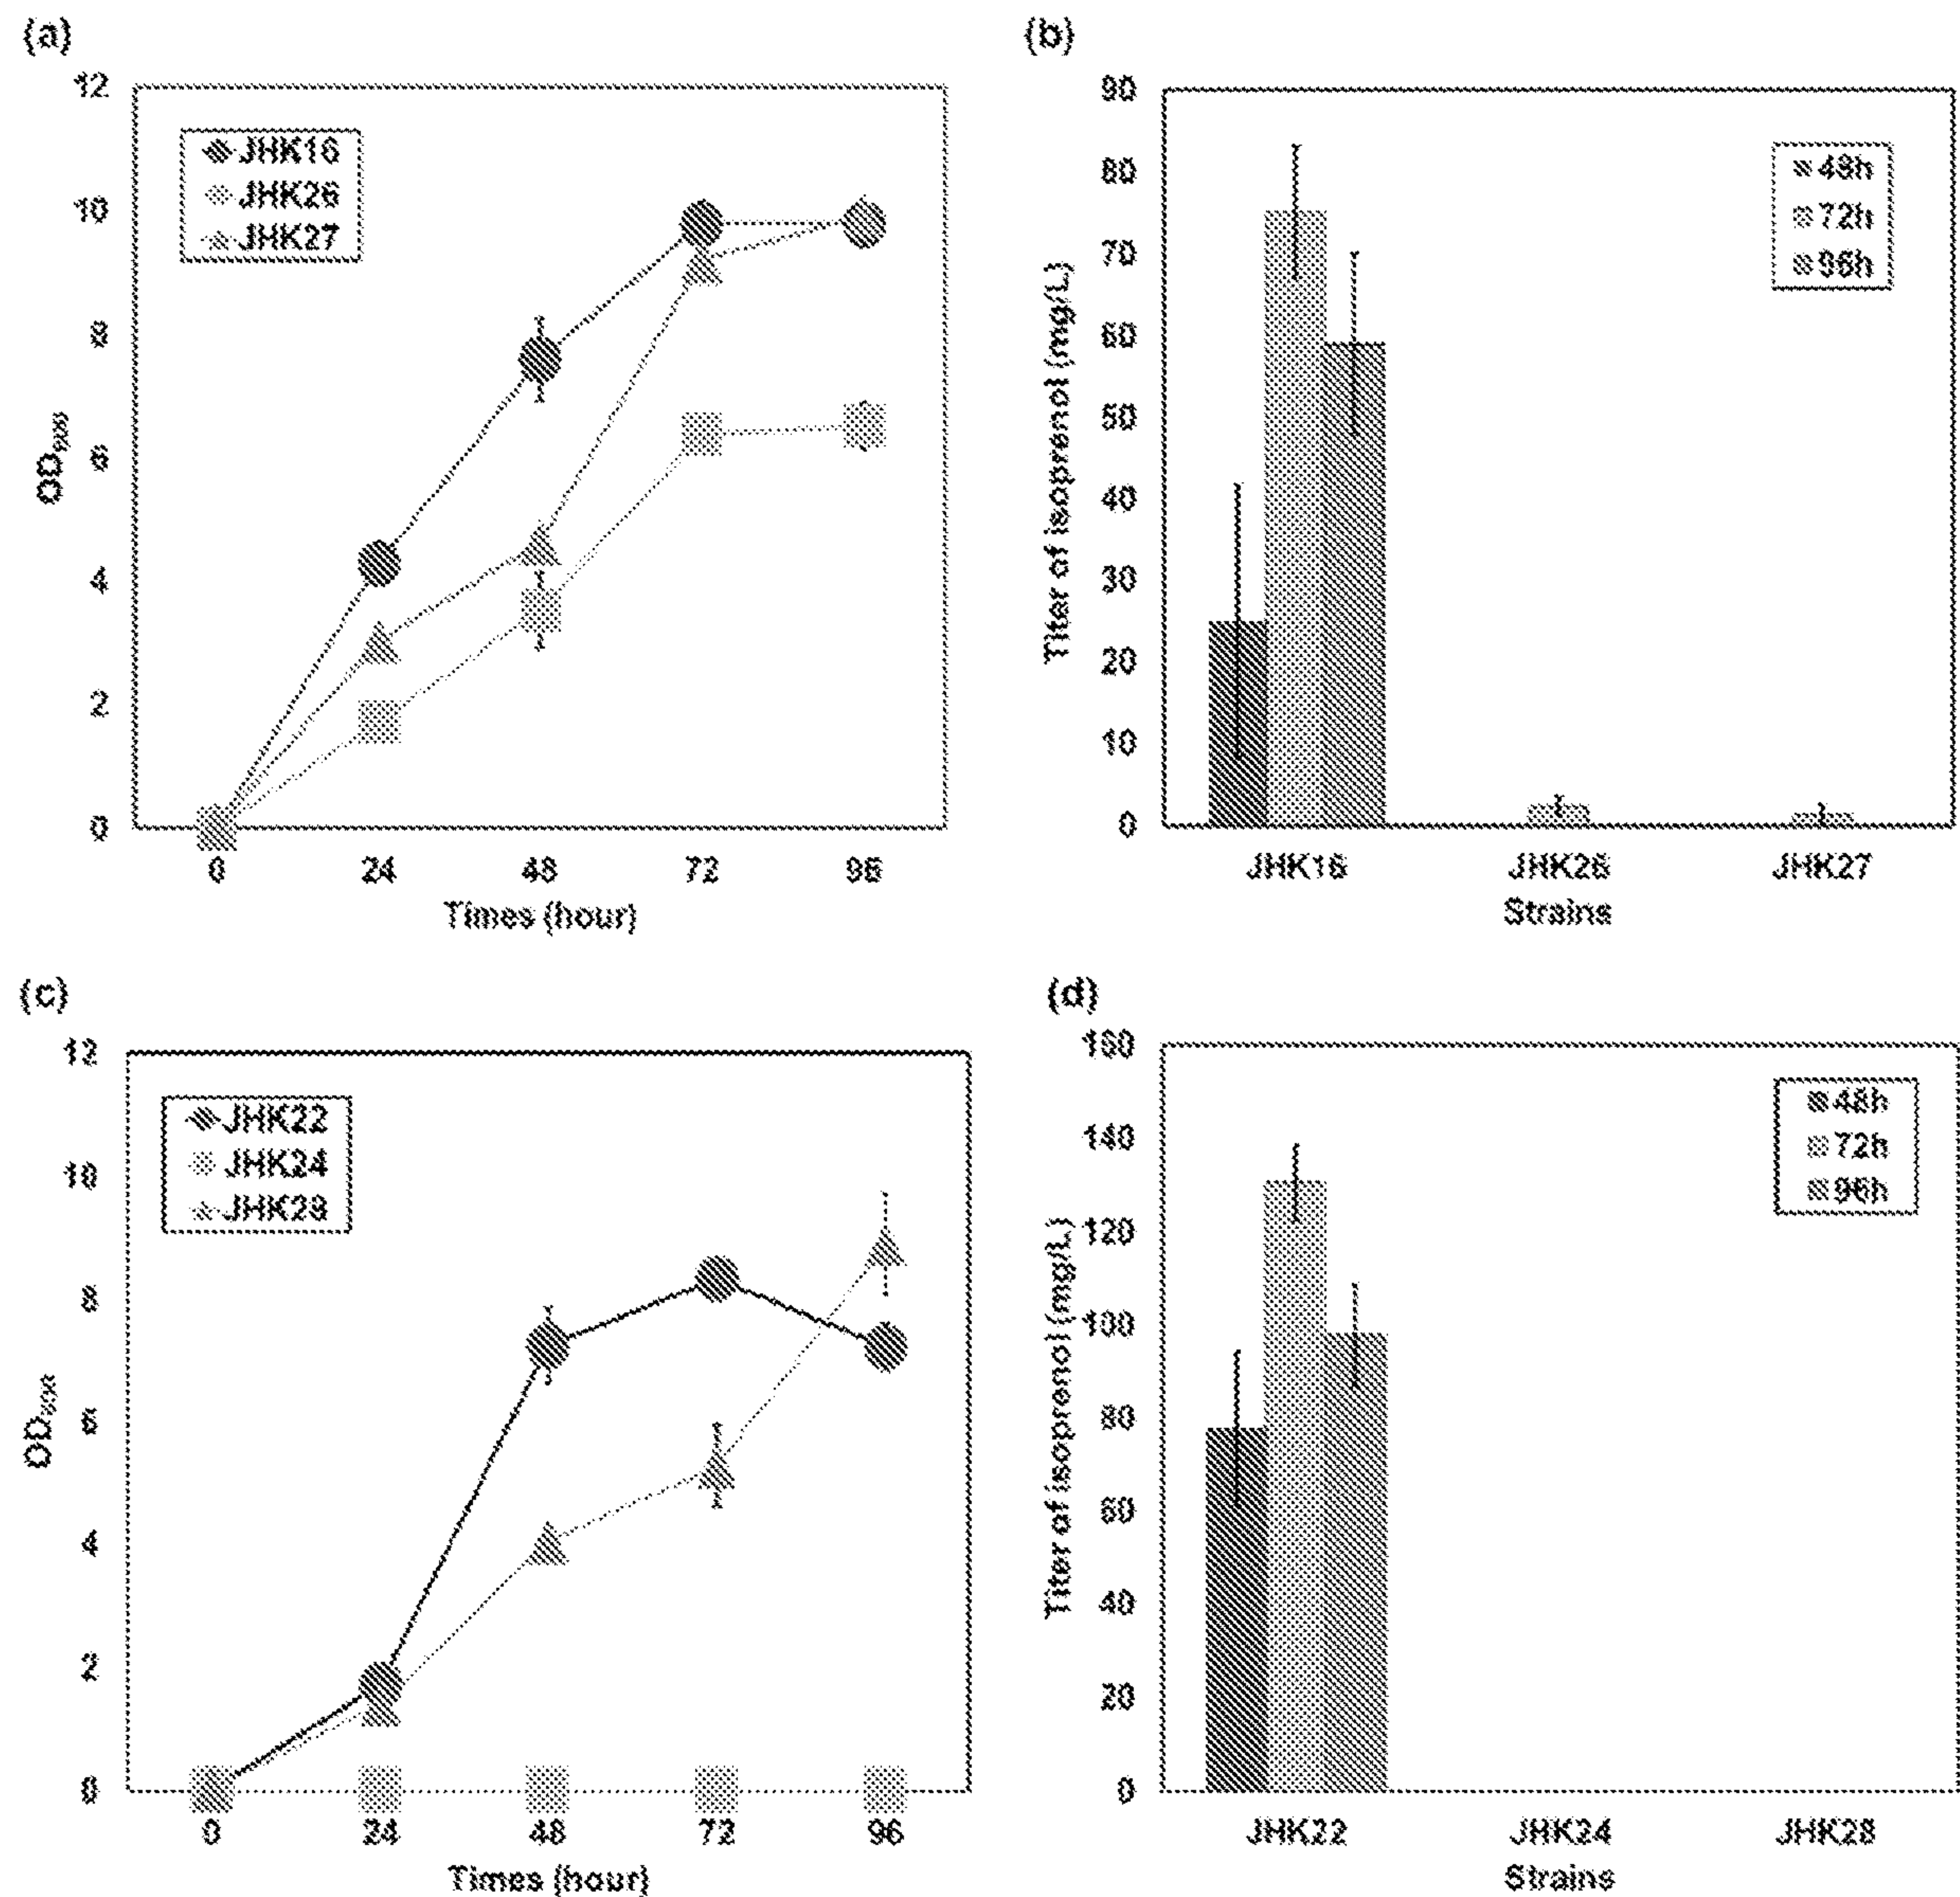 (a)
12
10
8
6
4
2
0
OD600
JHK16
JHK26
JHK27
0 24 48 72 96
Times (hour)
(b)
90
80
70
60
50
40
30
20
10
0
Titer of isoprenol (mg/L)
48h
72h
96h
JHK16 JHK26 JHK27
Strains
(c)
12
10
8
6
4
2
0
OD600
JHK22
JHK24
JHK28
0 24 48 72 96
Times (hour)
(d)
160
140
120
100
80
60
40
20
0
Titer of isoprenol (mg/L)
48h
72h
96h
JHK22 JHK24 JHK28
Strains